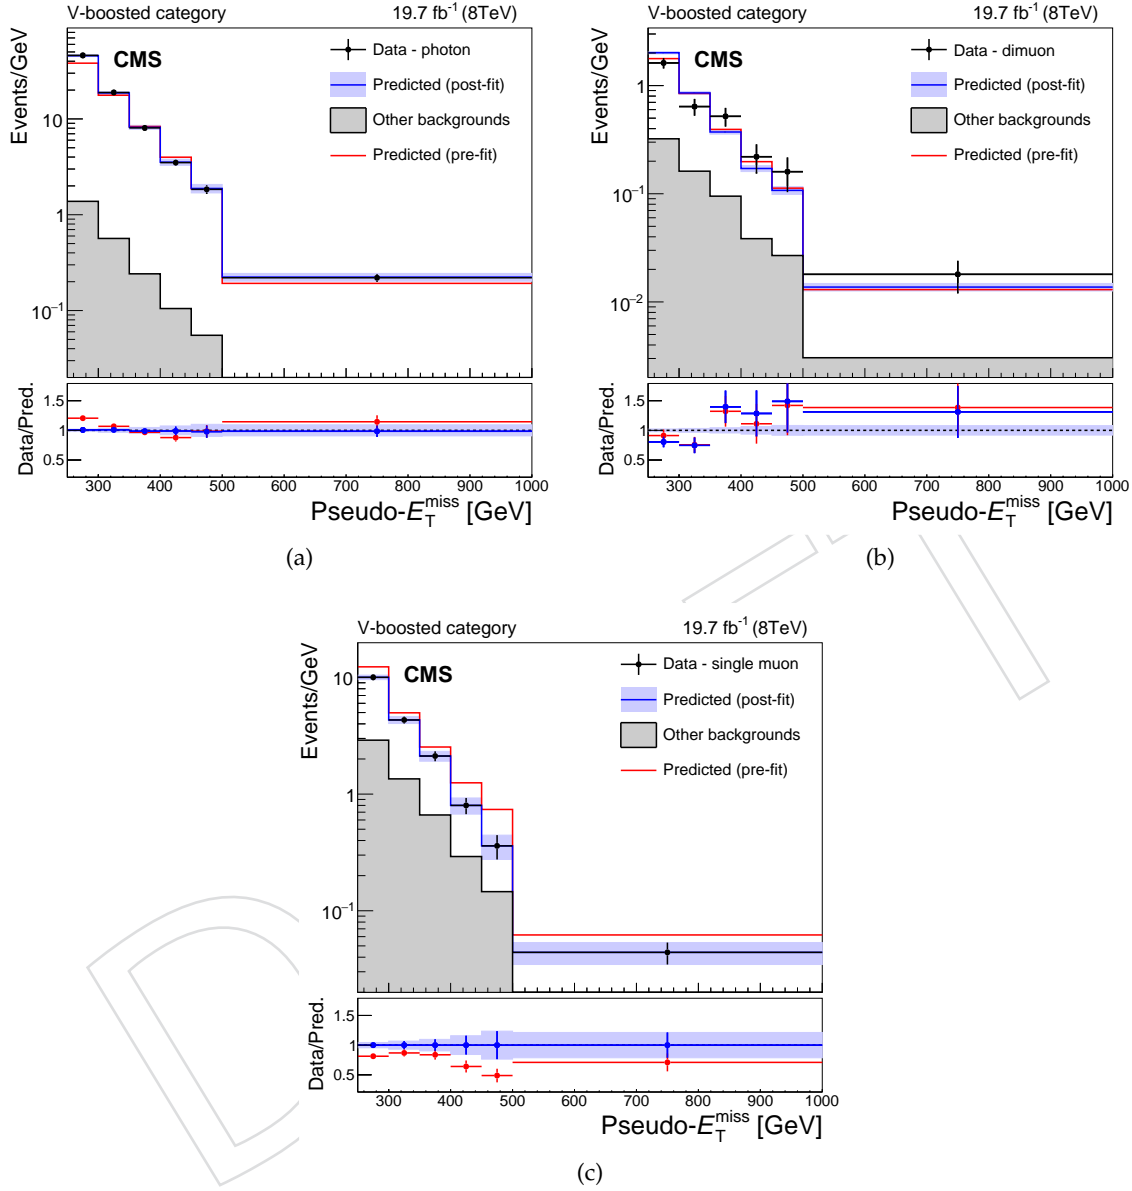 V-boosted category 19.7 fb⁻¹ (8TeV)
CMS
Data - photon
Predicted (post-fit)
Other backgrounds
Predicted (pre-fit)
Events/GeV
10
1
10⁻¹
Data/Pred.
1.5
1
0.5
300 400 500 600 700 800 900 1000
Pseudo-E_T^miss [GeV]
(a)
V-boosted category 19.7 fb⁻¹ (8TeV)
CMS
Data - dimuon
Predicted (post-fit)
Other backgrounds
Predicted (pre-fit)
Events/GeV
1
10⁻¹
10⁻²
Data/Pred.
1.5
1
0.5
300 400 500 600 700 800 900 1000
Pseudo-E_T^miss [GeV]
(b)
V-boosted category 19.7 fb⁻¹ (8TeV)
CMS
Data - single muon
Predicted (post-fit)
Other backgrounds
Predicted (pre-fit)
Events/GeV
10
1
10⁻¹
Data/Pred.
1.5
1
0.5
300 400 500 600 700 800 900 1000
Pseudo-E_T^miss [GeV]
(c)